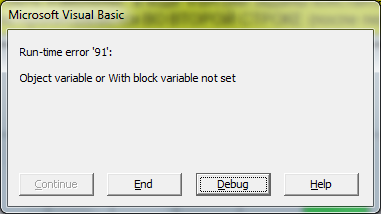 Microsoft Visual Basic
Run-time error '91':
Object variable or With block variable not set
Continue
End
Debug
Help